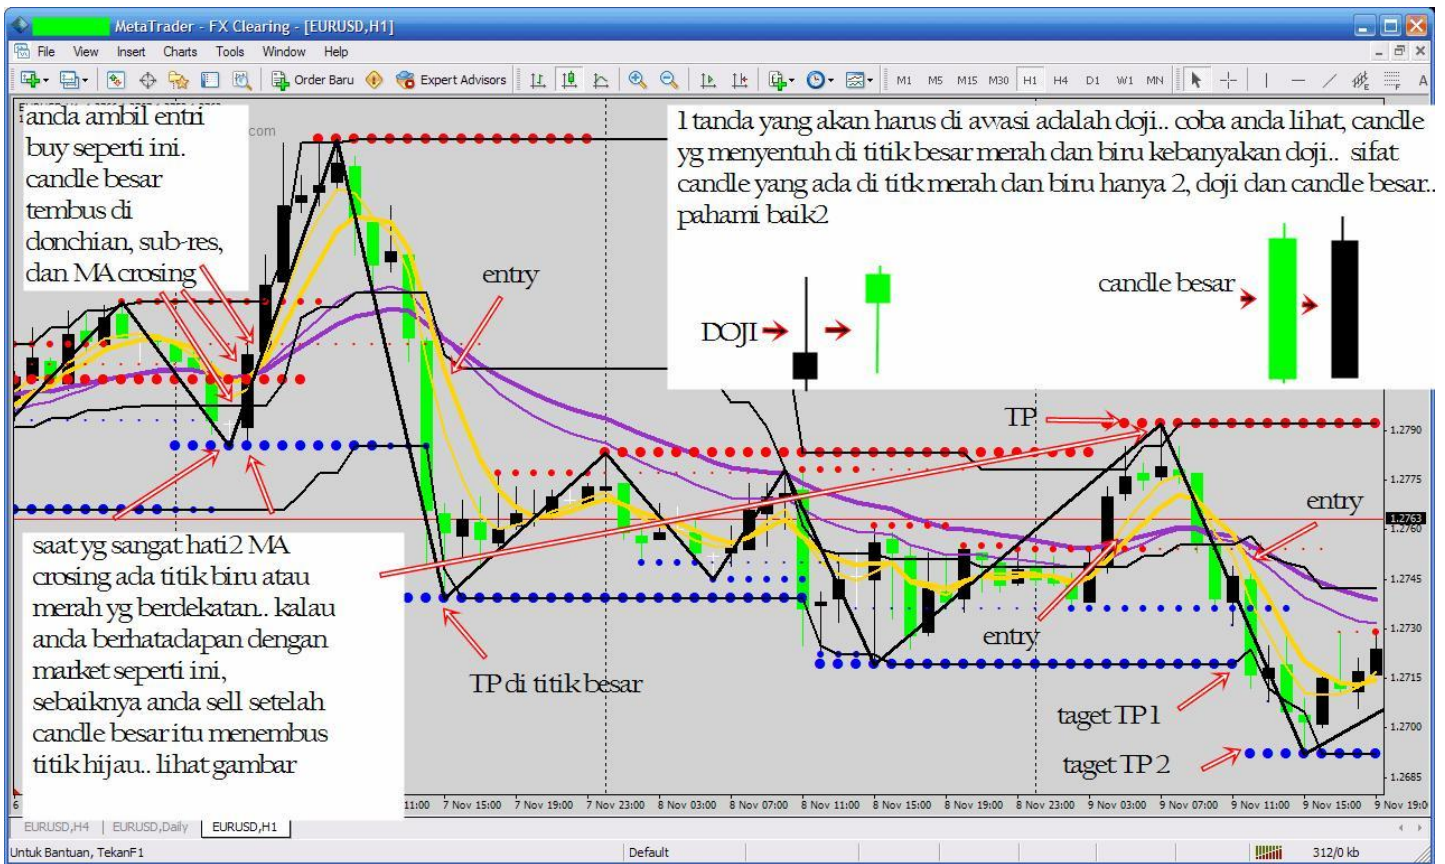 MetaTrader - FX Clearing - [EURUSD,H1]
File View Insert Charts Tools Window Help
Order Baru Expert Advisors M1 M5 M15 M30 H1 H4 D1 W1 MN
anda ambil entri
buy seperti ini.
candle besar
tembus di
donchian, sub-res,
dan MA crosing
com
1 tanda yang akan harus di awasi adalah doji.. coba anda lihat, candle
yg menyentuh di titik besar merah dan biru kebanyakan doji.. sifat
candle yang ada di titk merah dan biru hanya 2, doji dan candle besar..
pahami baik2
DOJI
candle besar
entry
TP
entry
entry
saat yg sangat hati2 MA
crosing ada titik biru atau
merah yg berdekatan.. kalau
anda berhatadapan dengan
market seperti ini,
sebaiknya anda sell setelah
candle besar itu menembus
titik hijau.. lihat gambar
TP di titik besar
taget TP 1
taget TP 2
1.2790
1.2775
1.2763
1.2760
1.2745
1.2730
1.2715
1.2700
1.2685
6 11:00 7 Nov 15:00 7 Nov 19:00 7 Nov 23:00 8 Nov 03:00 8 Nov 07:00 8 Nov 11:00 8 Nov 15:00 8 Nov 19:00 8 Nov 23:00 9 Nov 03:00 9 Nov 07:00 9 Nov 11:00 9 Nov 15:00 9 Nov 19:00
EURUSD,H4 EURUSD,Daily EURUSD,H1
Untuk Bantuan, TekanF1 Default 312/0 kb